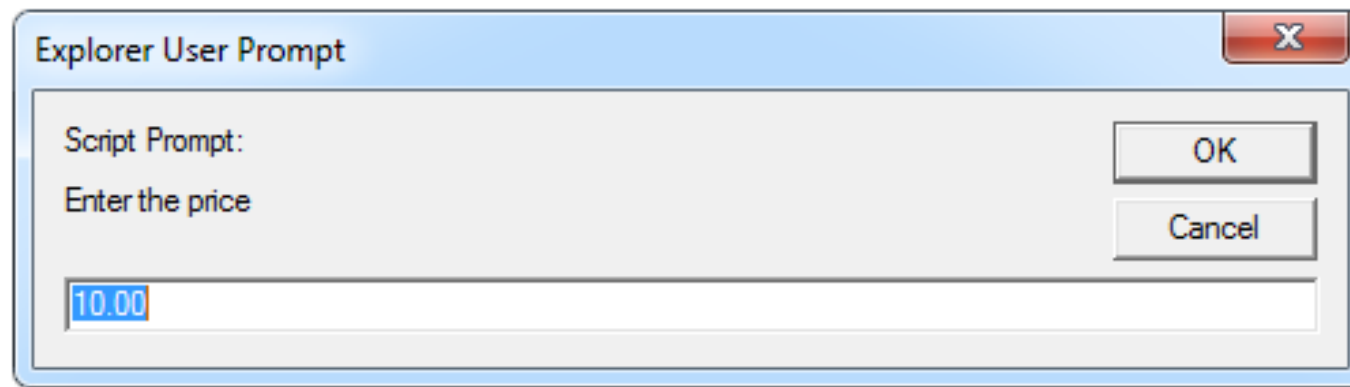 Explorer User Prompt
Script Prompt:
OK
Enter the price
Cancel
10.00